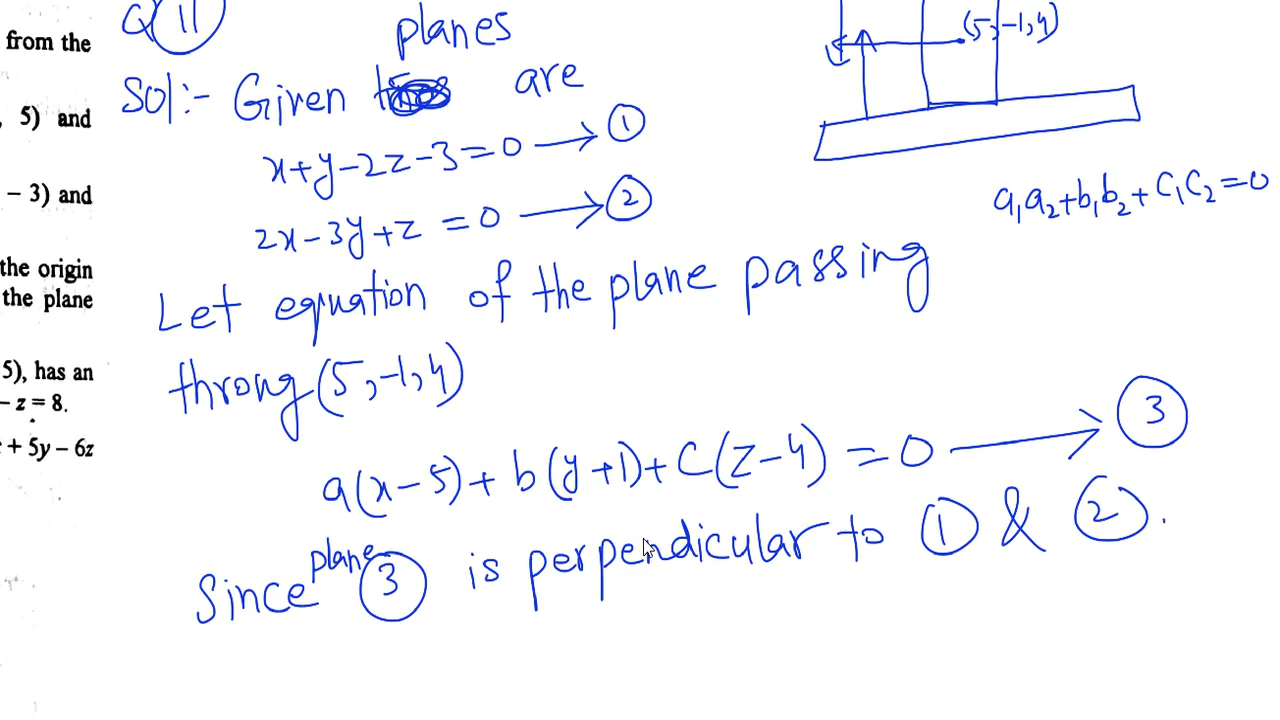 from the
5) and
– 3) and
the origin
the plane
5), has an
– z = 8.
+ 5y – 6z
Q 11
planes
Sol:- Given are
x+y-2z-3=0 → 1
2x-3y+z=0 → 2
(5,-1,4)
a₁a₂+b₁b₂+c₁c₂=0
Let equation of the plane passing
throug (5,-1,4)
a(x-5)+b(y+1)+c(z-4)=0 → 3
Since plane 3 is perpendicular to 1 & 2.